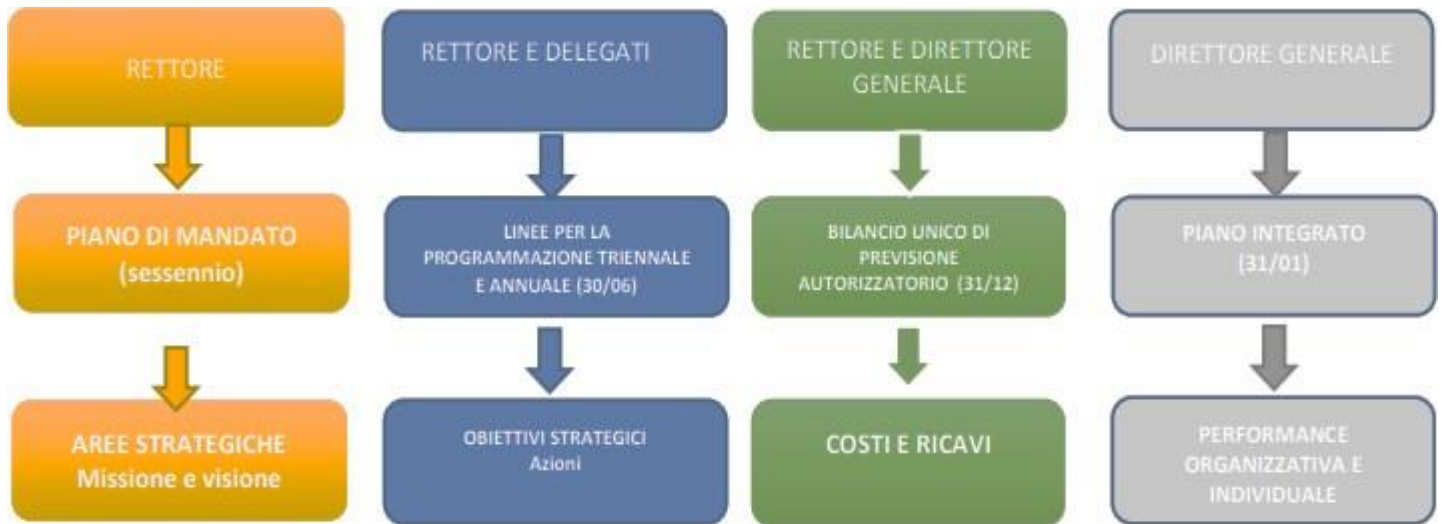 RETTORE
RETTORE E DELEGATI
RETTORE E DIRETTORE
GENERALE
DIRETTORE GENERALE
PIANO DI MANDATO
(sessennio)
LINEE PER LA
PROGRAMMAZIONE TRIENNALE
E ANNUALE (30/06)
BILANCIO UNICO DI
PREVISIONE
AUTORIZZATORIO (31/12)
PIANO INTEGRATO
(31/01)
AREE STRATEGICHE
Missione e visione
OBIETTIVI STRATEGICI
Azioni
COSTI E RICAVI
PERFORMANCE
ORGANIZZATIVA E
INDIVIDUALE